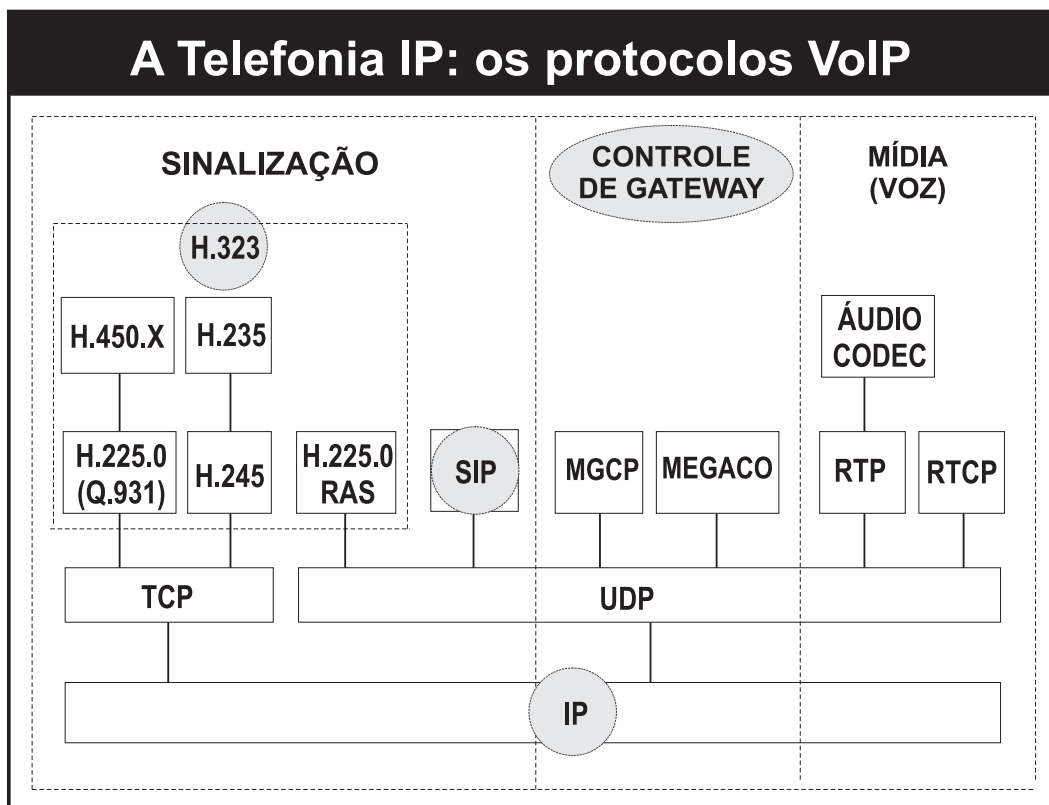 A Telefonia IP: os protocolos VoIP
SINALIZAÇÃO
CONTROLE
DE GATEWAY
MÍDIA
(VOZ)
H.323
H.450.X
H.235
ÁUDIO
CODEC
H.225.0
(Q.931)
H.245
H.225.0
RAS
SIP
MGCP
MEGACO
RTP
RTCP
TCP
UDP
IP